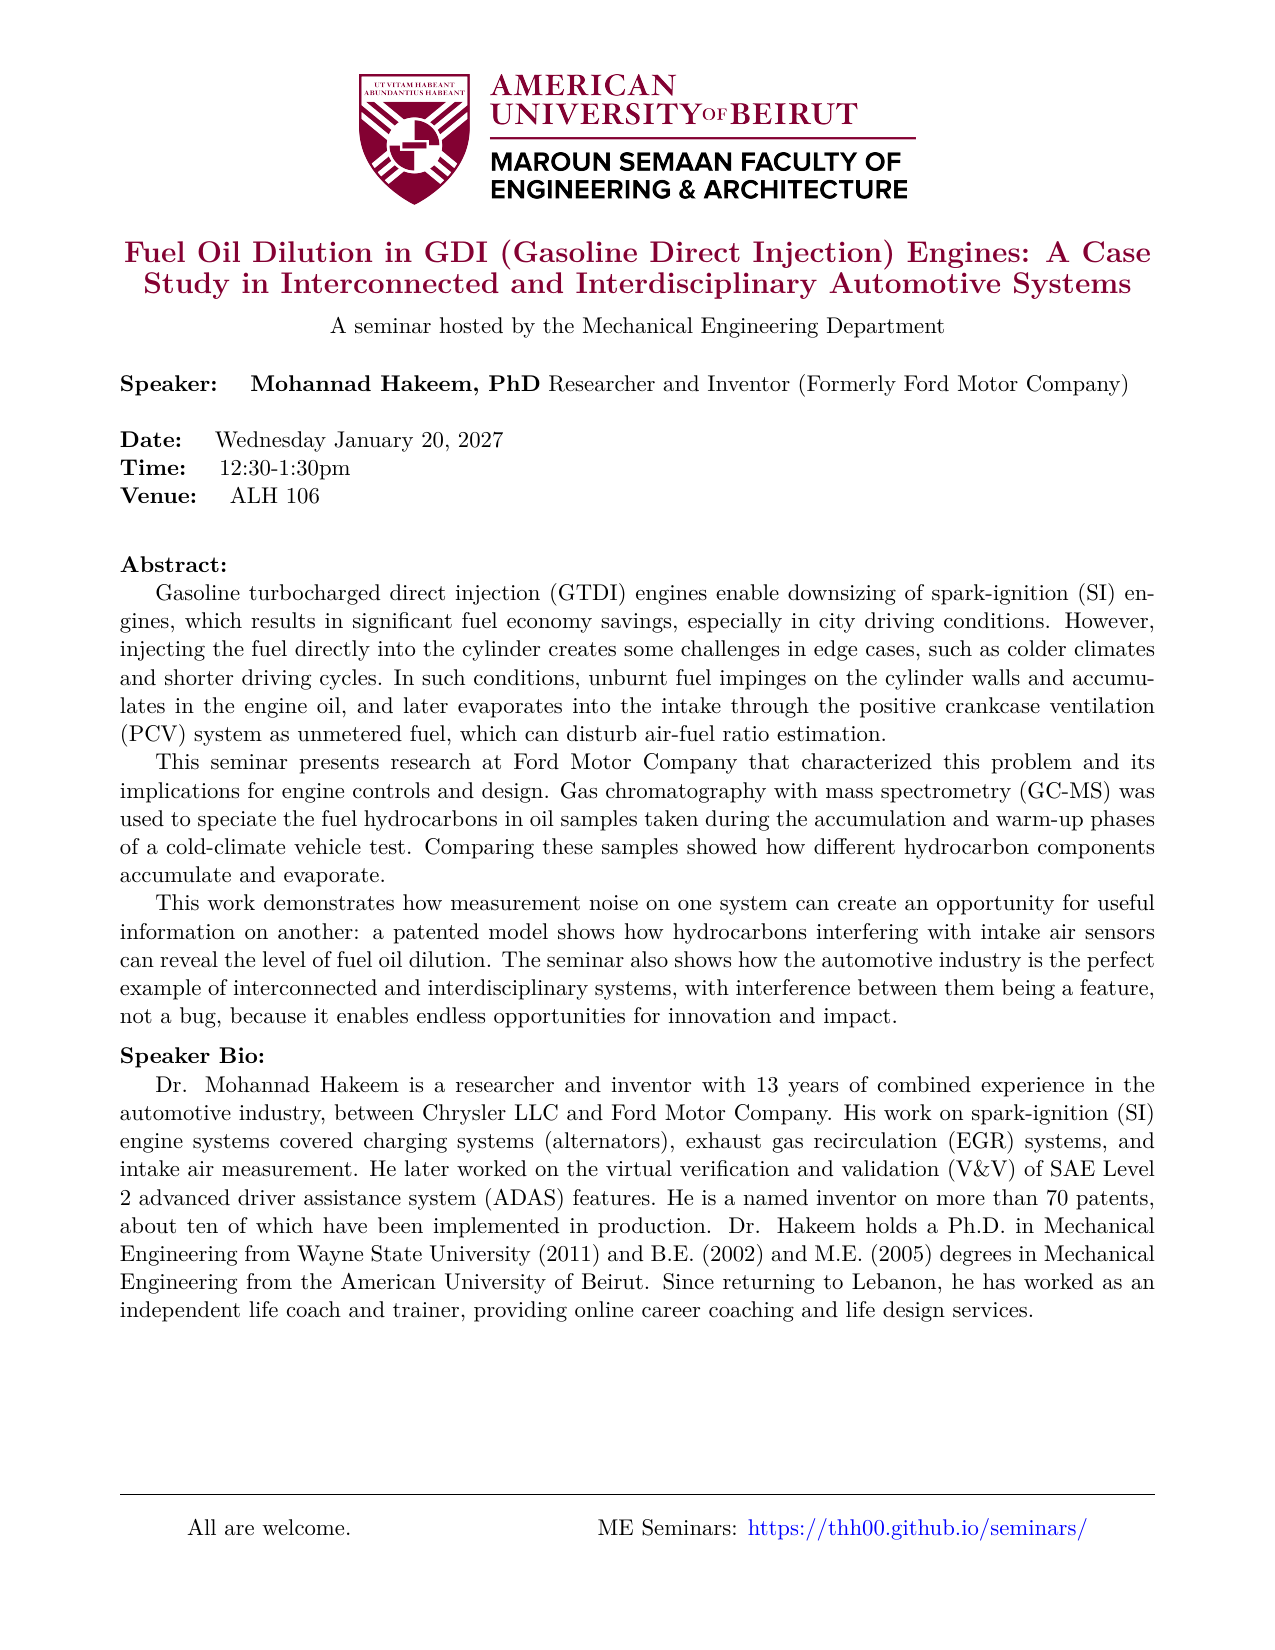 UT VITAM HABEANT
ABUNDANTIUS HABEANT
AMERICAN
UNIVERSITY OF BEIRUT
MAROUN SEMAAN FACULTY OF
ENGINEERING & ARCHITECTURE
Fuel Oil Dilution in GDI (Gasoline Direct Injection) Engines: A Case
Study in Interconnected and Interdisciplinary Automotive Systems
A seminar hosted by the Mechanical Engineering Department
Speaker: Mohannad Hakeem, PhD Researcher and Inventor (Formerly Ford Motor Company)
Date: Wednesday January 20, 2027
Time: 12:30-1:30pm
Venue: ALH 106
Abstract:
Gasoline turbocharged direct injection (GTDI) engines enable downsizing of spark-ignition (SI) en-
gines, which results in significant fuel economy savings, especially in city driving conditions. However,
injecting the fuel directly into the cylinder creates some challenges in edge cases, such as colder climates
and shorter driving cycles. In such conditions, unburnt fuel impinges on the cylinder walls and accumu-
lates in the engine oil, and later evaporates into the intake through the positive crankcase ventilation
(PCV) system as unmetered fuel, which can disturb air-fuel ratio estimation.
This seminar presents research at Ford Motor Company that characterized this problem and its
implications for engine controls and design. Gas chromatography with mass spectrometry (GC-MS) was
used to speciate the fuel hydrocarbons in oil samples taken during the accumulation and warm-up phases
of a cold-climate vehicle test. Comparing these samples showed how different hydrocarbon components
accumulate and evaporate.
This work demonstrates how measurement noise on one system can create an opportunity for useful
information on another: a patented model shows how hydrocarbons interfering with intake air sensors
can reveal the level of fuel oil dilution. The seminar also shows how the automotive industry is the perfect
example of interconnected and interdisciplinary systems, with interference between them being a feature,
not a bug, because it enables endless opportunities for innovation and impact.
Speaker Bio:
Dr. Mohannad Hakeem is a researcher and inventor with 13 years of combined experience in the
automotive industry, between Chrysler LLC and Ford Motor Company. His work on spark-ignition (SI)
engine systems covered charging systems (alternators), exhaust gas recirculation (EGR) systems, and
intake air measurement. He later worked on the virtual verification and validation (V&V) of SAE Level
2 advanced driver assistance system (ADAS) features. He is a named inventor on more than 70 patents,
about ten of which have been implemented in production. Dr. Hakeem holds a Ph.D. in Mechanical
Engineering from Wayne State University (2011) and B.E. (2002) and M.E. (2005) degrees in Mechanical
Engineering from the American University of Beirut. Since returning to Lebanon, he has worked as an
independent life coach and trainer, providing online career coaching and life design services.
All are welcome. ME Seminars: https://thh00.github.io/seminars/